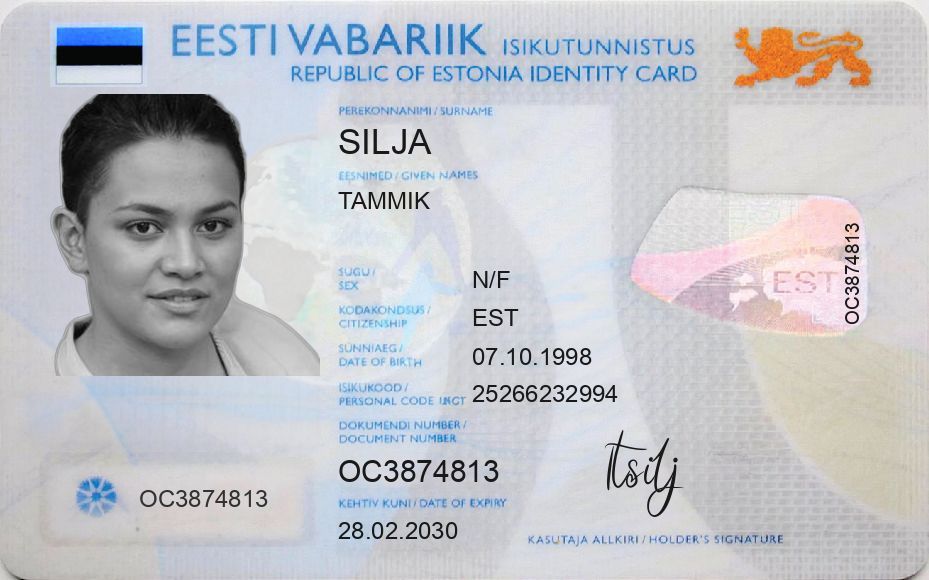 EESTI VABARIIK ISIKUTUNNISTUS
REPUBLIC OF ESTONIA IDENTITY CARD
PEREKONNANIMI / SURNAME
SILJA
EESNIMED / GIVEN NAMES
TAMMIK
SUGU / SEX
N/F
KODAKONDSUS / CITIZENSHIP
EST
SÜNNIAEG / DATE OF BIRTH
07.10.1998
ISIKUKOOD / PERSONAL CODE
25266232994
DOKUMENDI NUMBER / DOCUMENT NUMBER
OC3874813
KEHTIV KUNI / DATE OF EXPIRY
28.02.2030
OC3874813
EST
OC3874813
KASUTAJA ALLKIRI / HOLDER'S SIGNATURE